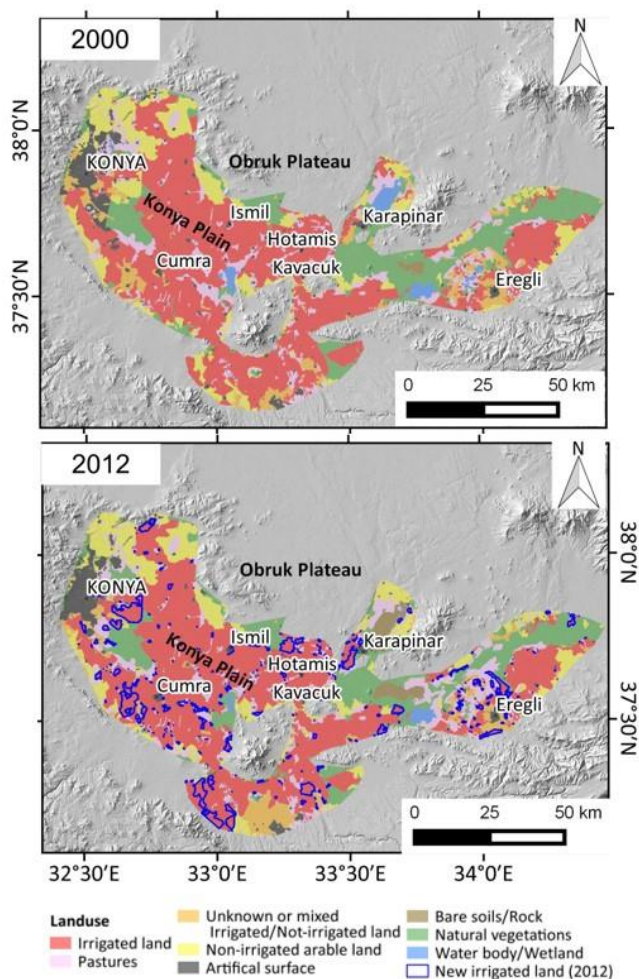 2000
N
38°0'N
KONYA
Obruk Plateau
Ismil
Karapinar
Konya Plain
Hotamis
Cumra
Kavacuk
Eregli
37°30'N
0 25 50 km
2012
N
38°0'N
KONYA
Obruk Plateau
Ismil
Karapinar
Konya Plain
Hotamis
Cumra
Kavacuk
Eregli
37°30'N
0 25 50 km
32°30'E 33°0'E 33°30'E 34°0'E
Landuse
Irrigated land
Pastures
Unknown or mixed
Irrigated/Not-irrigated land
Non-irrigated arable land
Artifical surface
Bare soils/Rock
Natural vegetations
Water body/Wetland
New irrigated land (2012)